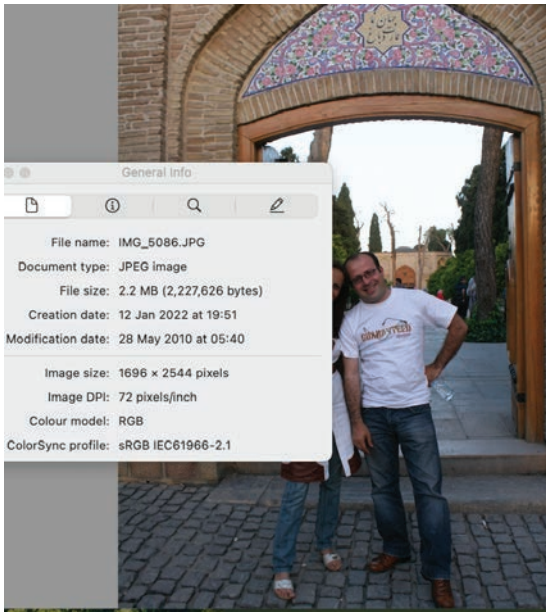 جهان
General Info
File name: IMG_5086.JPG
Document type: JPEG image
File size: 2.2 MB (2,227,626 bytes)
Creation date: 12 Jan 2022 at 19:51
Modification date: 28 May 2010 at 05:40
Image size: 1696 × 2544 pixels
Image DPI: 72 pixels/inch
Colour model: RGB
ColorSync profile: sRGB IEC61966-2.1
GUARANTEED